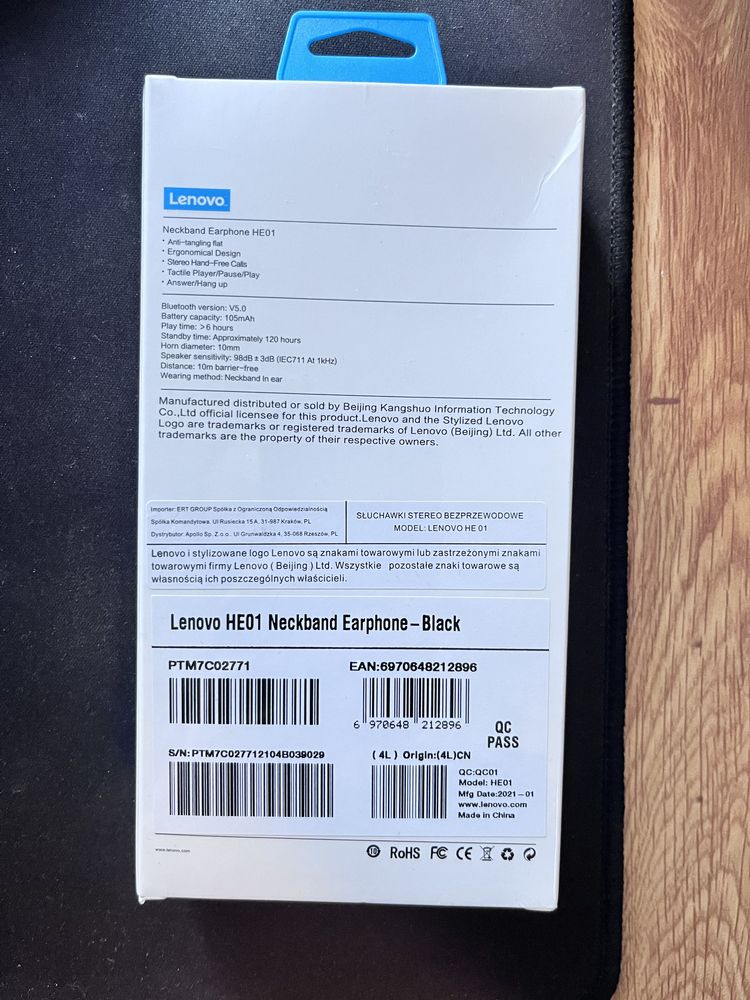 Lenovo
Neckband Earphone HE01
• Anti-tangling flat
• Ergonomical Design
• Stereo Hand-Free Calls
• Tactile Player/Pause/Play
• Answer/Hang up
Bluetooth version: V5.0
Battery capacity: 105mAh
Play time: >6 hours
Standby time: Approximately 120 hours
Horn diameter: 10mm
Speaker sensitivity: 98dB±3dB (IEC711 At 1kHz)
Distance: 10m barrier-free
Wearing method: Neckband In ear
Manufactured distributed or sold by Beijing Kangshuo Information Technology
Co.,Ltd official licensee for this product.Lenovo and the Stylized Lenovo
Logo are trademarks or registered trademarks of Lenovo (Beijing) Ltd. All other
trademarks are the property of their respective owners.
Importer: ERT GROUP Spółka z Ograniczoną Odpowiedzialnością
Spółka Komandytowa. Ul Rusiecka 15 A, 31-987 Kraków, PL
Dystrybutor: Apollo Sp. Z.o.o. Ul Grunwaldzka 4, 35-068 Rzeszów, PL
SŁUCHAWKI STEREO BEZPRZEWODOWE
MODEL: LENOVO HE 01
Lenovo i stylizowane logo Lenovo są znakami towarowymi lub zastrzeżonymi znakami
towarowymi firmy Lenovo ( Beijing ) Ltd. Wszystkie pozostałe znaki towarowe są
własnością ich poszczególnych właścicieli.
Lenovo HE01 Neckband Earphone-Black
PTM7C02771
EAN:6970648212896
6 970648 212896
QC
PASS
S/N:PTM7C027712104B039029
(4L) Origin:(4L)CN
QC:QC01
Model: HE01
Mfg Date:2021-01
www.lenovo.com
Made in China
www.lenovo.com
10 RoHS FC CE